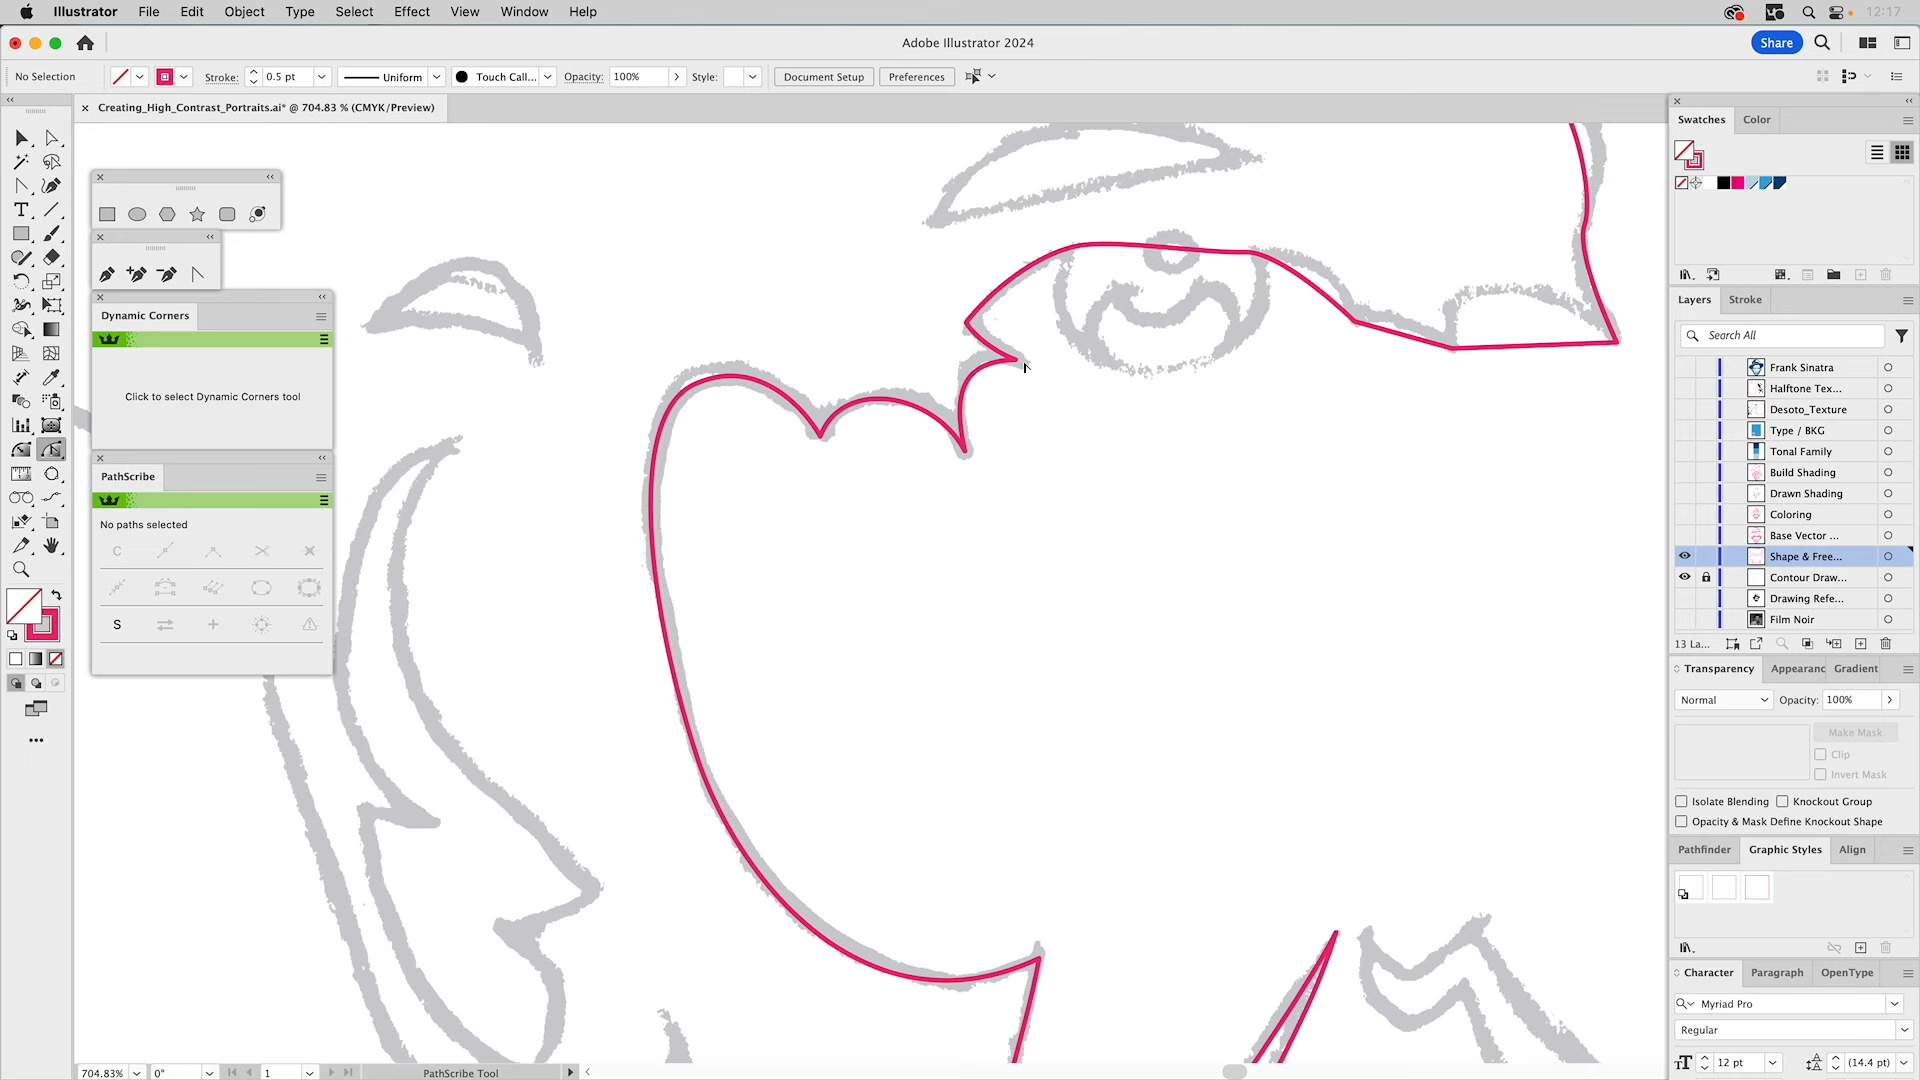 Illustrator File Edit Object Type Select Effect View Window Help 12:17
Adobe Illustrator 2024
Share
No Selection Stroke: 0.5 pt Uniform Touch Call... Opacity: 100% Style: Document Setup Preferences
× Creating_High_Contrast_Portraits.ai* @ 704.83 % (CMYK/Preview)
Swatches Color
Dynamic Corners
Click to select Dynamic Corners tool
PathScribe
No paths selected
C
S
Layers Stroke
Search All
Frank Sinatra
Halftone Tex...
Desoto_Texture
Type / BKG
Tonal Family
Build Shading
Drawn Shading
Coloring
Base Vector ...
Shape & Free...
Contour Draw...
Drawing Refe...
Film Noir
13 La...
Transparency Appearanc Gradient
Normal Opacity: 100%
Make Mask
Clip
Invert Mask
Isolate Blending Knockout Group
Opacity & Mask Define Knockout Shape
Pathfinder Graphic Styles Align
Character Paragraph OpenType
Myriad Pro
Regular
12 pt (14.4 pt)
704.83% 0° 1 PathScribe Tool